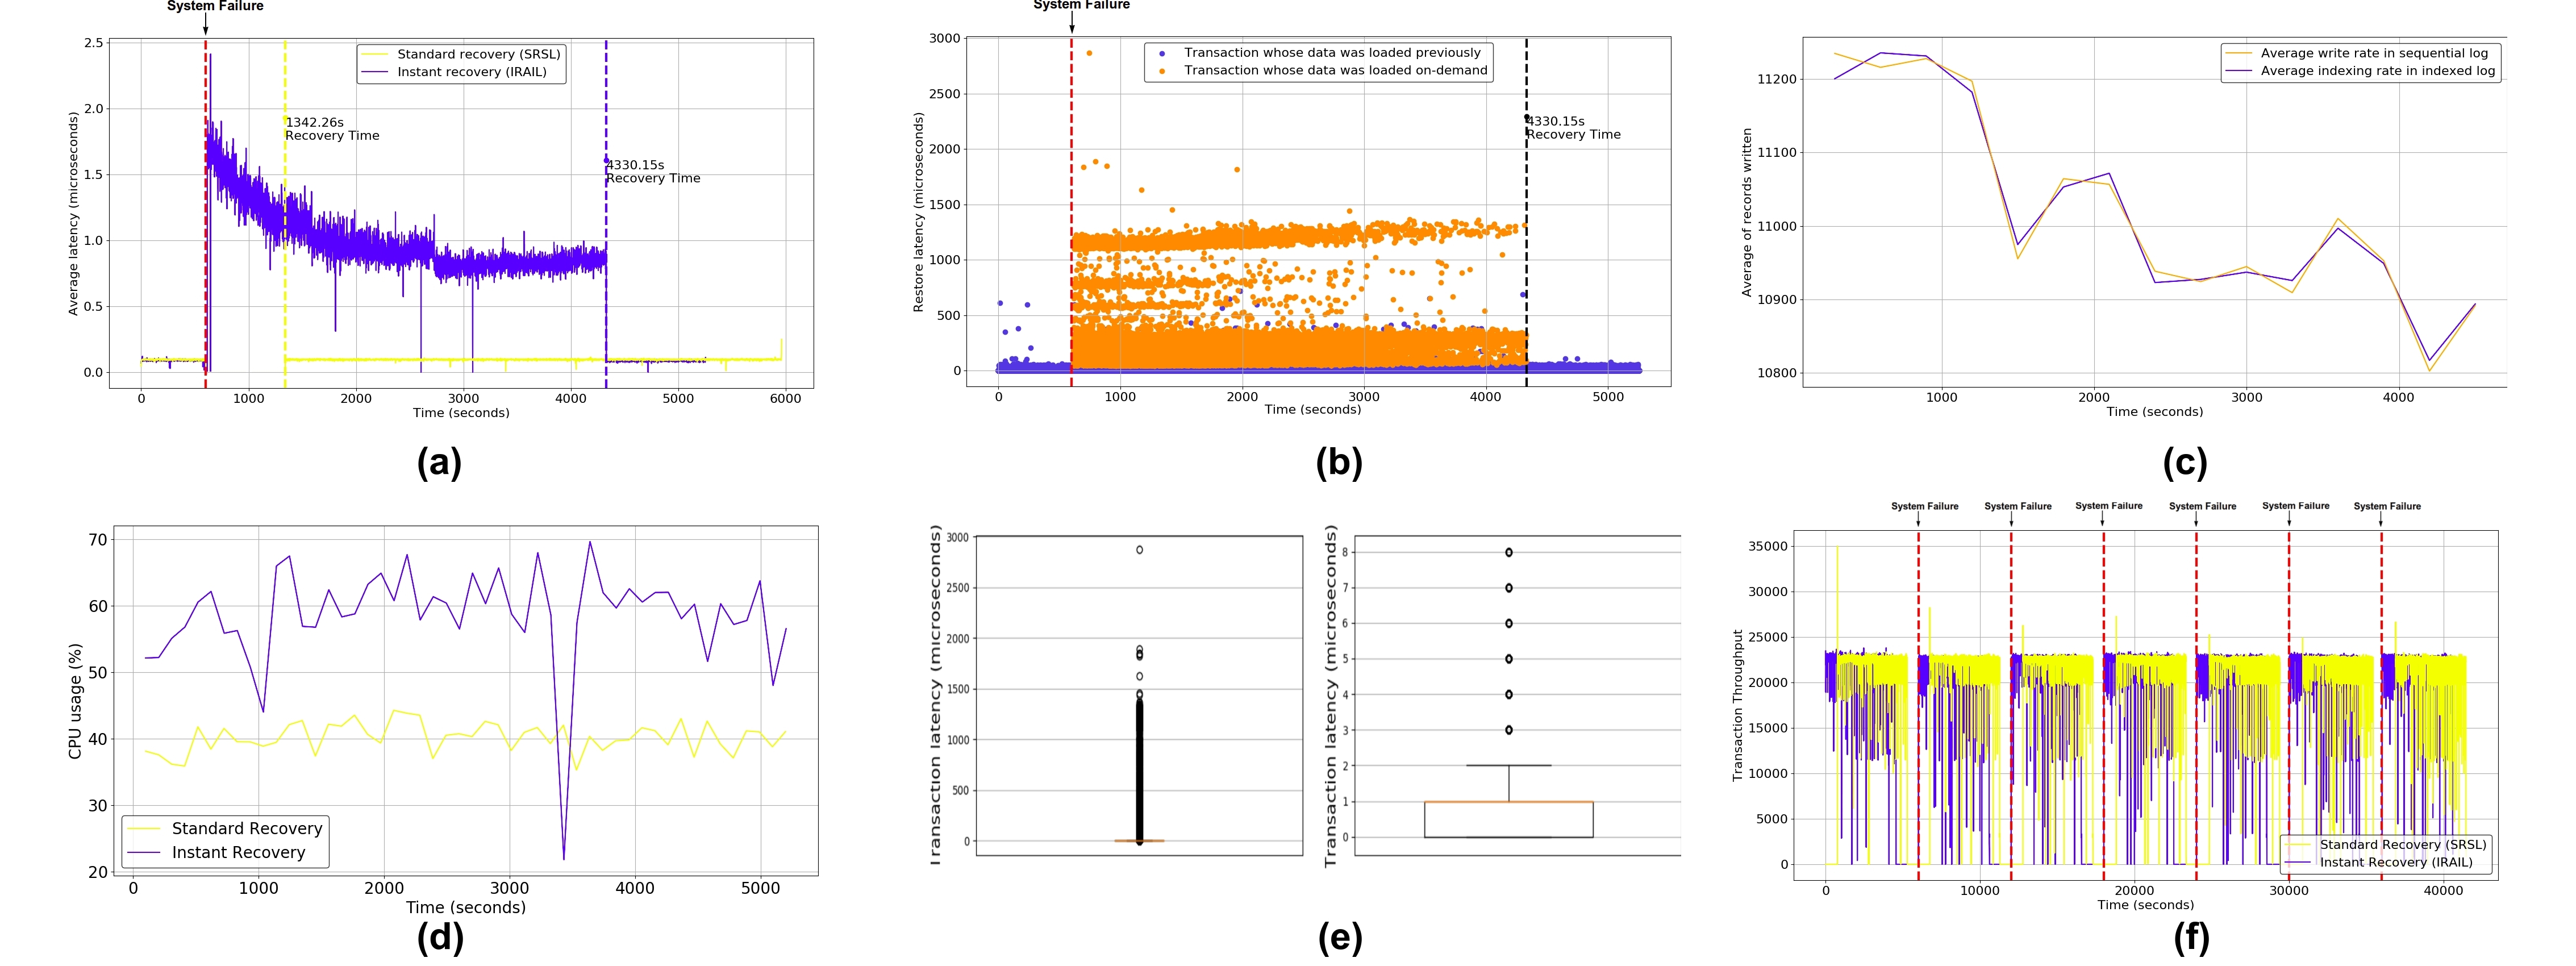 System Failure
2.5
2.0
1.5
1.0
0.5
0.0
Average latency (microseconds)
Standard recovery (SRSL)
Instant recovery (IRAIL)
1342.26s
Recovery Time
4330.15s
Recovery Time
0 1000 2000 3000 4000 5000 6000
Time (seconds)
(a)
System Failure
3000
2500
2000
1500
1000
500
0
Restore latency (microseconds)
Transaction whose data was loaded previously
Transaction whose data was loaded on-demand
4330.15s
Recovery Time
0 1000 2000 3000 4000 5000
Time (seconds)
(b)
11200
11100
11000
10900
10800
Average of records written
Average write rate in sequential log
Average indexing rate in indexed log
1000 2000 3000 4000
Time (seconds)
(c)
70
60
50
40
30
20
CPU usage (%)
Standard Recovery
Instant Recovery
0 1000 2000 3000 4000 5000
Time (seconds)
(d)
Transaction latency (microseconds)
3000
2500
2000
1500
1000
500
0
Transaction latency (microseconds)
8
7
6
5
4
3
2
1
0
(e)
System Failure System Failure System Failure System Failure System Failure System Failure
35000
30000
25000
20000
15000
10000
5000
0
Transaction Throughput
Standard Recovery (SRSL)
Instant Recovery (IRAIL)
0 10000 20000 30000 40000
Time (seconds)
(f)